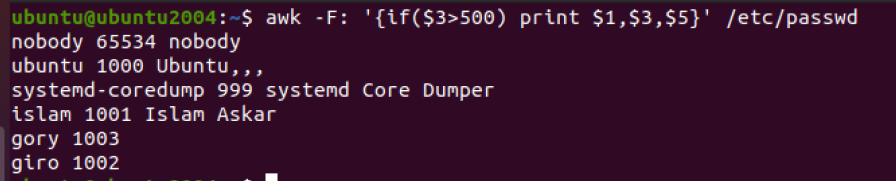 ubuntu@ubuntu2004:~$ awk -F: '{if($3>500) print $1,$3,$5}' /etc/passwd
nobody 65534 nobody
ubuntu 1000 Ubuntu,,,
systemd-coredump 999 systemd Core Dumper
islam 1001 Islam Askar
gory 1003
giro 1002